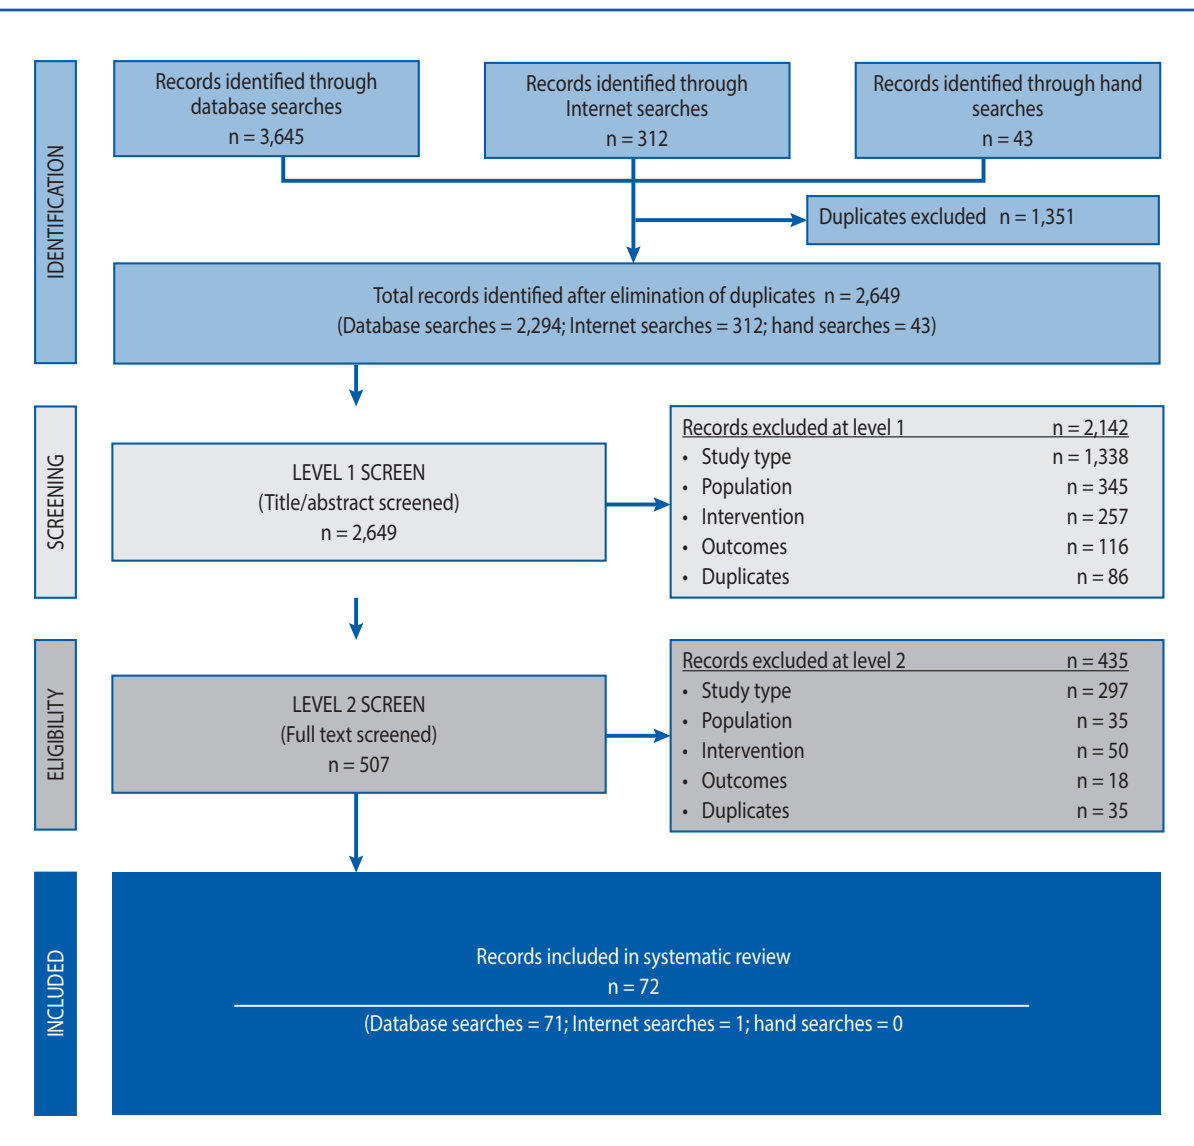 IDENTIFICATION
Records identified through
database searches
n = 3,645
Records identified through
Internet searches
n = 312
Records identified through hand
searches
n = 43
Duplicates excluded n = 1,351
Total records identified after elimination of duplicates n = 2,649
(Database searches = 2,294; Internet searches = 312; hand searches = 43)
SCREENING
LEVEL 1 SCREEN
(Title/abstract screened)
n = 2,649
Records excluded at level 1 n = 2,142
• Study type n = 1,338
• Population n = 345
• Intervention n = 257
• Outcomes n = 116
• Duplicates n = 86
ELIGIBILITY
LEVEL 2 SCREEN
(Full text screened)
n = 507
Records excluded at level 2 n = 435
• Study type n = 297
• Population n = 35
• Intervention n = 50
• Outcomes n = 18
• Duplicates n = 35
INCLUDED
Records included in systematic review
n = 72
(Database searches = 71; Internet searches = 1; hand searches = 0